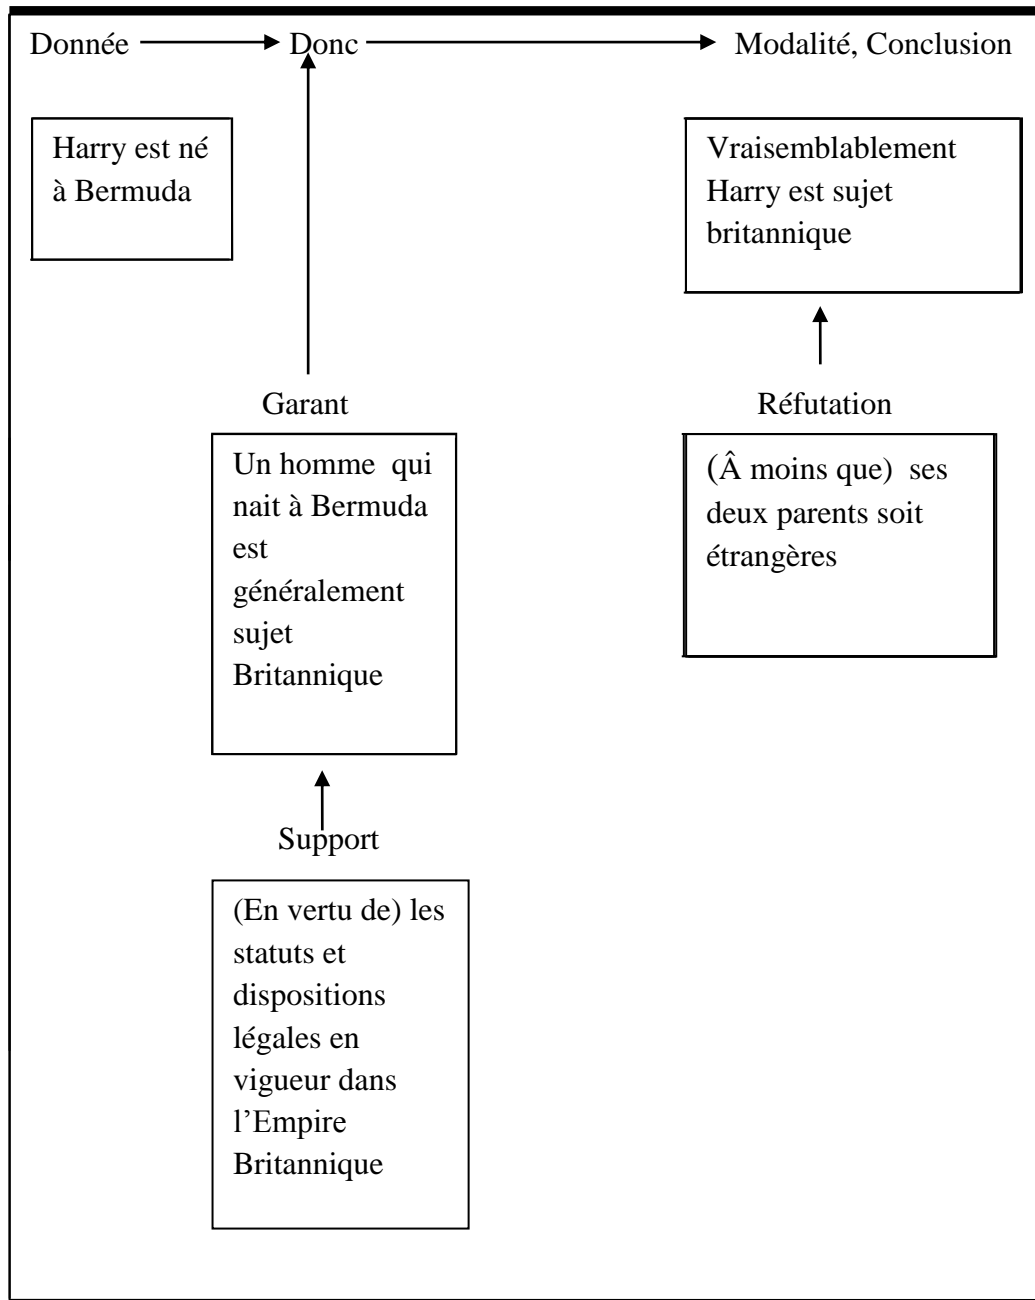 Donnée Donc Modalité, Conclusion
Harry est né
à Bermuda
Vraisemblablement
Harry est sujet
britannique
Garant
Un homme qui
nait à Bermuda
est
généralement
sujet
Britannique
Réfutation
(Â moins que) ses
deux parents soit
étrangères
Support
(En vertu de) les
statuts et
dispositions
légales en
vigueur dans
l’Empire
Britannique